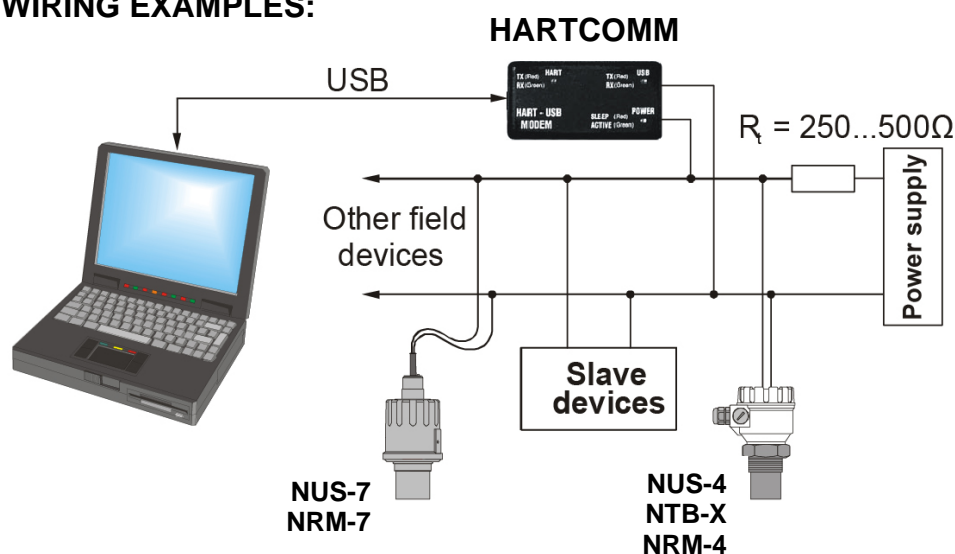 WIRING EXAMPLES:
HARTCOMM
USB
TX (Red) HART
RX (Green)
TX (Red) USB
RX (Green)
HART - USB
MODEM
SLEEP (Red) POWER
ACTIVE (Green)
Rt = 250...500Ω
Power supply
Other field
devices
Slave
devices
NUS-7
NRM-7
NUS-4
NTB-X
NRM-4